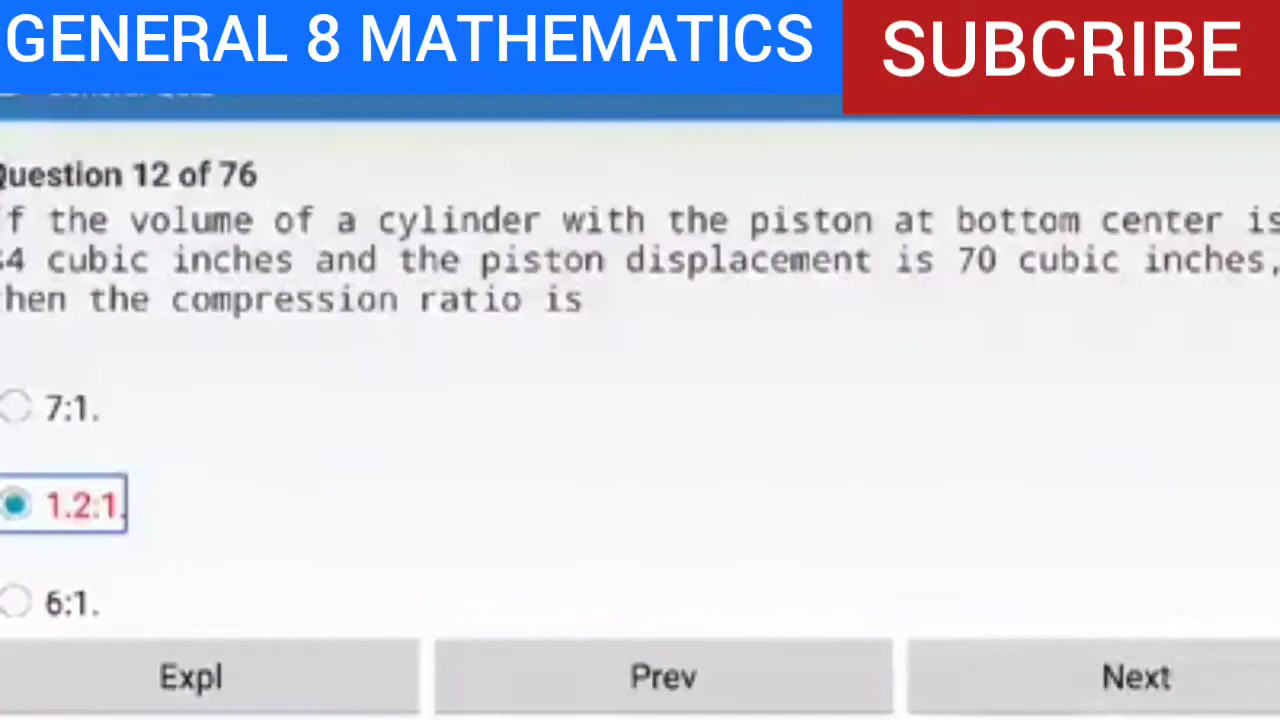 GENERAL 8 MATHEMATICS
SUBCRIBE
Question 12 of 76
f the volume of a cylinder with the piston at bottom center is
4 cubic inches and the piston displacement is 70 cubic inches,
hen the compression ratio is
7:1.
1.2:1.
6:1.
Expl
Prev
Next